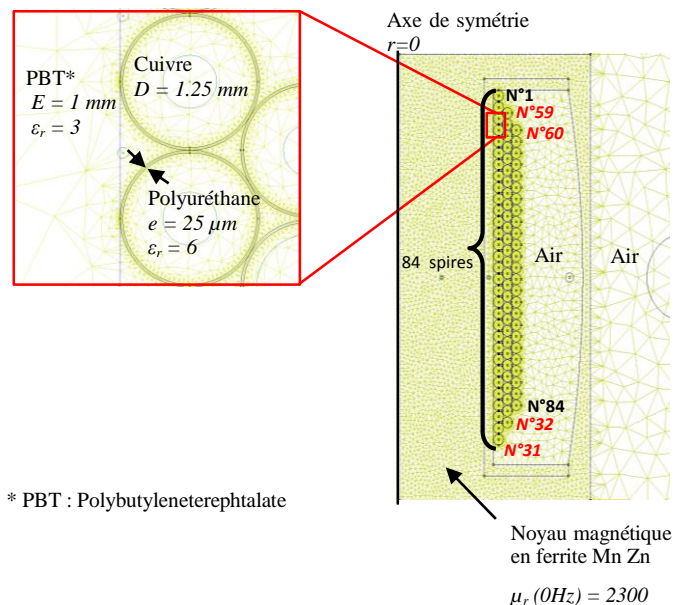 Axe de symétrie
r=0
PBT*
E = 1 mm
εr = 3
Cuivre
D = 1.25 mm
Polyuréthane
e = 25 µm
εr = 6
N°1
N°59
N°60
84 spires
Air
Air
N°84
N°32
N°31
* PBT : Polybutyleneterephtalate
Noyau magnétique
en ferrite Mn Zn
µr (0Hz) = 2300